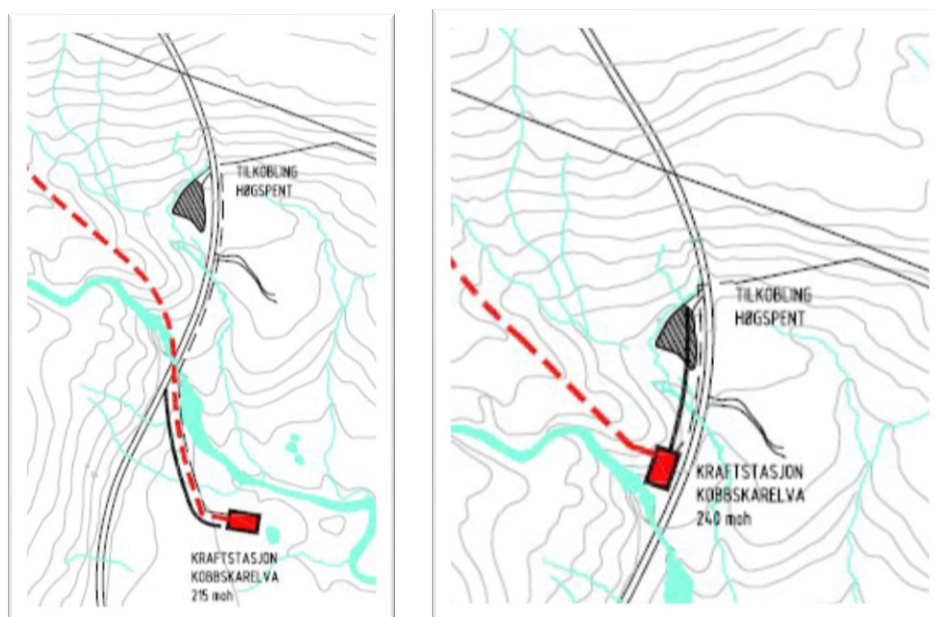 TILKOBLING
HØGSPENT
KRAFTSTASJON
KOBBSKARELVA
215 moh
TILKOBLING
HØGSPENT
KRAFTSTASJON
KOBBSKARELVA
240 moh